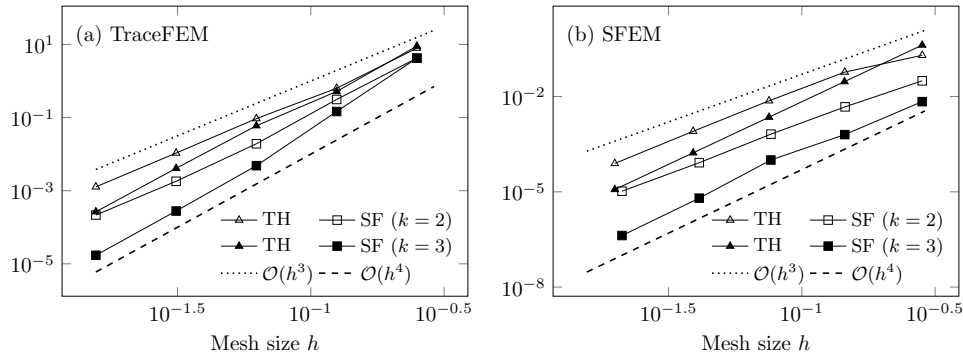 (a) TraceFEM
10^1
10^{-1}
10^{-3}
10^{-5}
TH SF (k = 2)
TH SF (k = 3)
O(h^3) O(h^4)
10^{-1.5} 10^{-1} 10^{-0.5}
Mesh size h
(b) SFEM
10^{-2}
10^{-5}
10^{-8}
TH SF (k = 2)
TH SF (k = 3)
O(h^3) O(h^4)
10^{-1.5} 10^{-1} 10^{-0.5}
Mesh size h